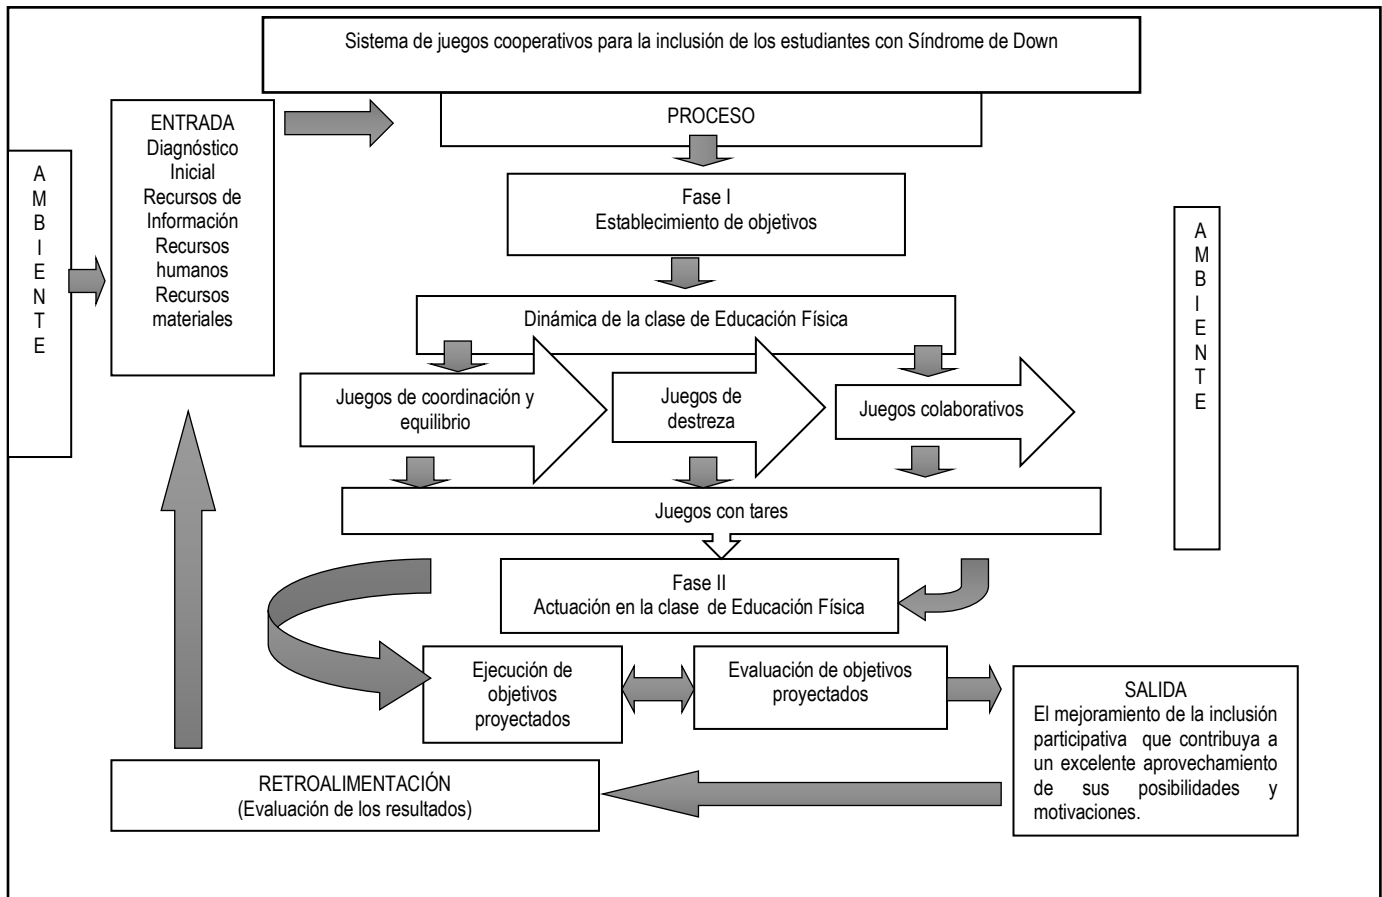 Sistema de juegos cooperativos para la inclusión de los estudiantes con Síndrome de Down
PROCESO
ENTRADA
Diagnóstico
Inicial
Recursos de
Información
Recursos
humanos
Recursos
materiales
A
M
B
I
E
N
T
E
Fase I
Establecimiento de objetivos
A
M
B
I
E
N
T
E
Dinámica de la clase de Educación Física
Juegos de coordinación y
equilibrio
Juegos de
destreza
Juegos colaborativos
Juegos con tares
Fase II
Actuación en la clase de Educación Física
Ejecución de
objetivos
proyectados
Evaluación de objetivos
proyectados
SALIDA
El mejoramiento de la inclusión
participativa que contribuya a
un excelente aprovechamiento
de sus posibilidades y
motivaciones.
RETROALIMENTACIÓN
(Evaluación de los resultados)